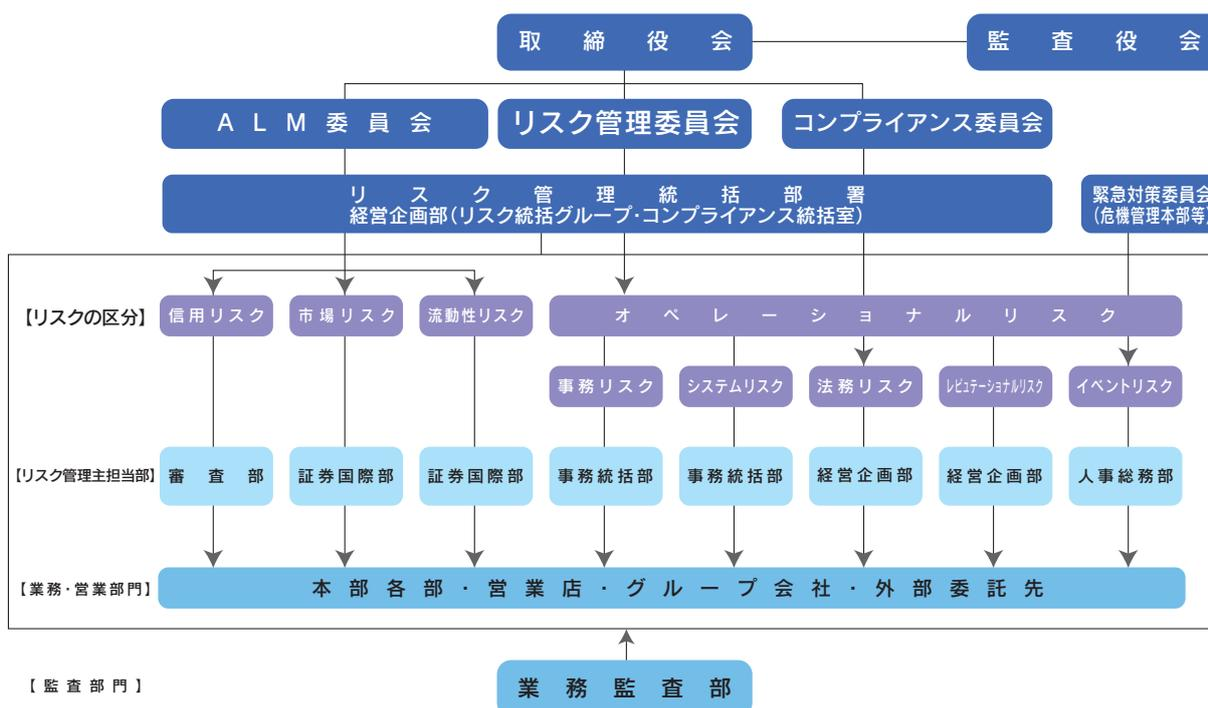 取締役会
監査役会
ALM委員会
リスク管理委員会
コンプライアンス委員会
リスク管理統括部署
経営企画部(リスク統括グループ・コンプライアンス統括室)
緊急対策委員会
(危機管理本部等)
【リスクの区分】
信用リスク
市場リスク
流動性リスク
オペレーショナルリスク
事務リスク
システムリスク
法務リスク
レピュテーショナルリスク
イベントリスク
【リスク管理主担当部】
審査部
証券国際部
証券国際部
事務統括部
事務統括部
経営企画部
経営企画部
人事総務部
【業務・営業部門】
本部各部・営業店・グループ会社・外部委託先
【監査部門】
業務監査部